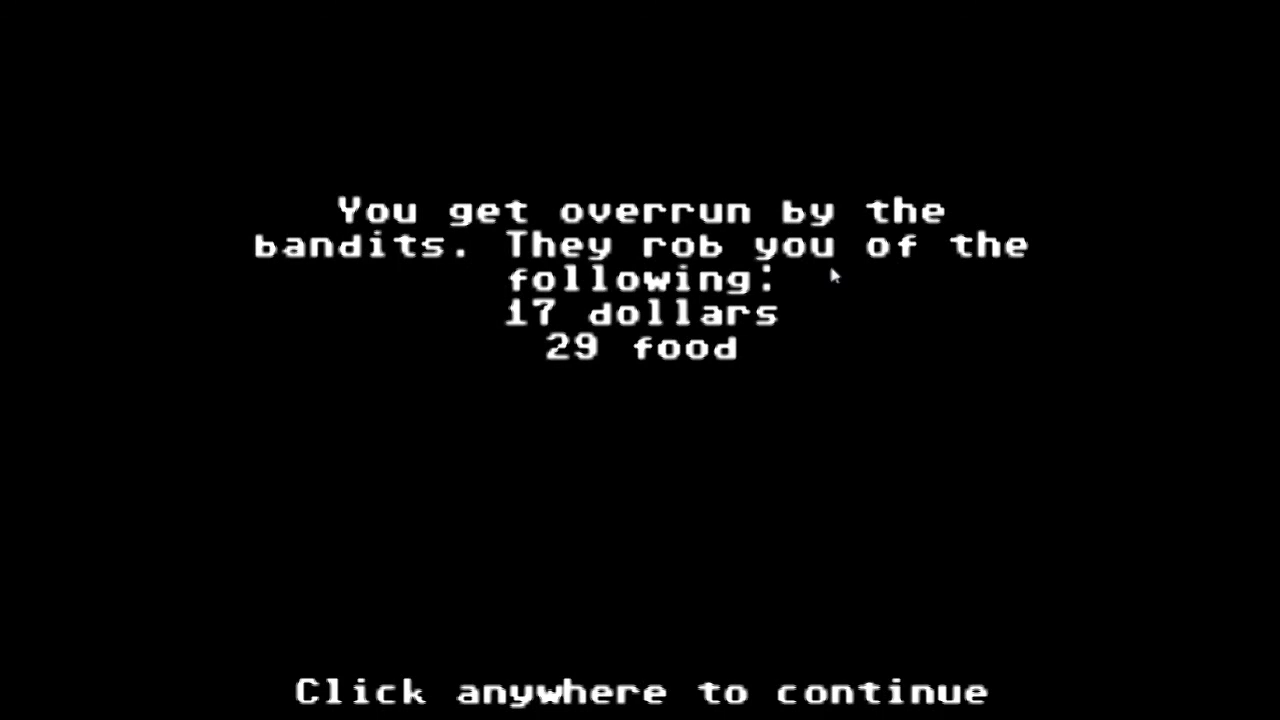 You get overrun by the
bandits. They rob you of the
following:
17 dollars
29 food
Click anywhere to continue